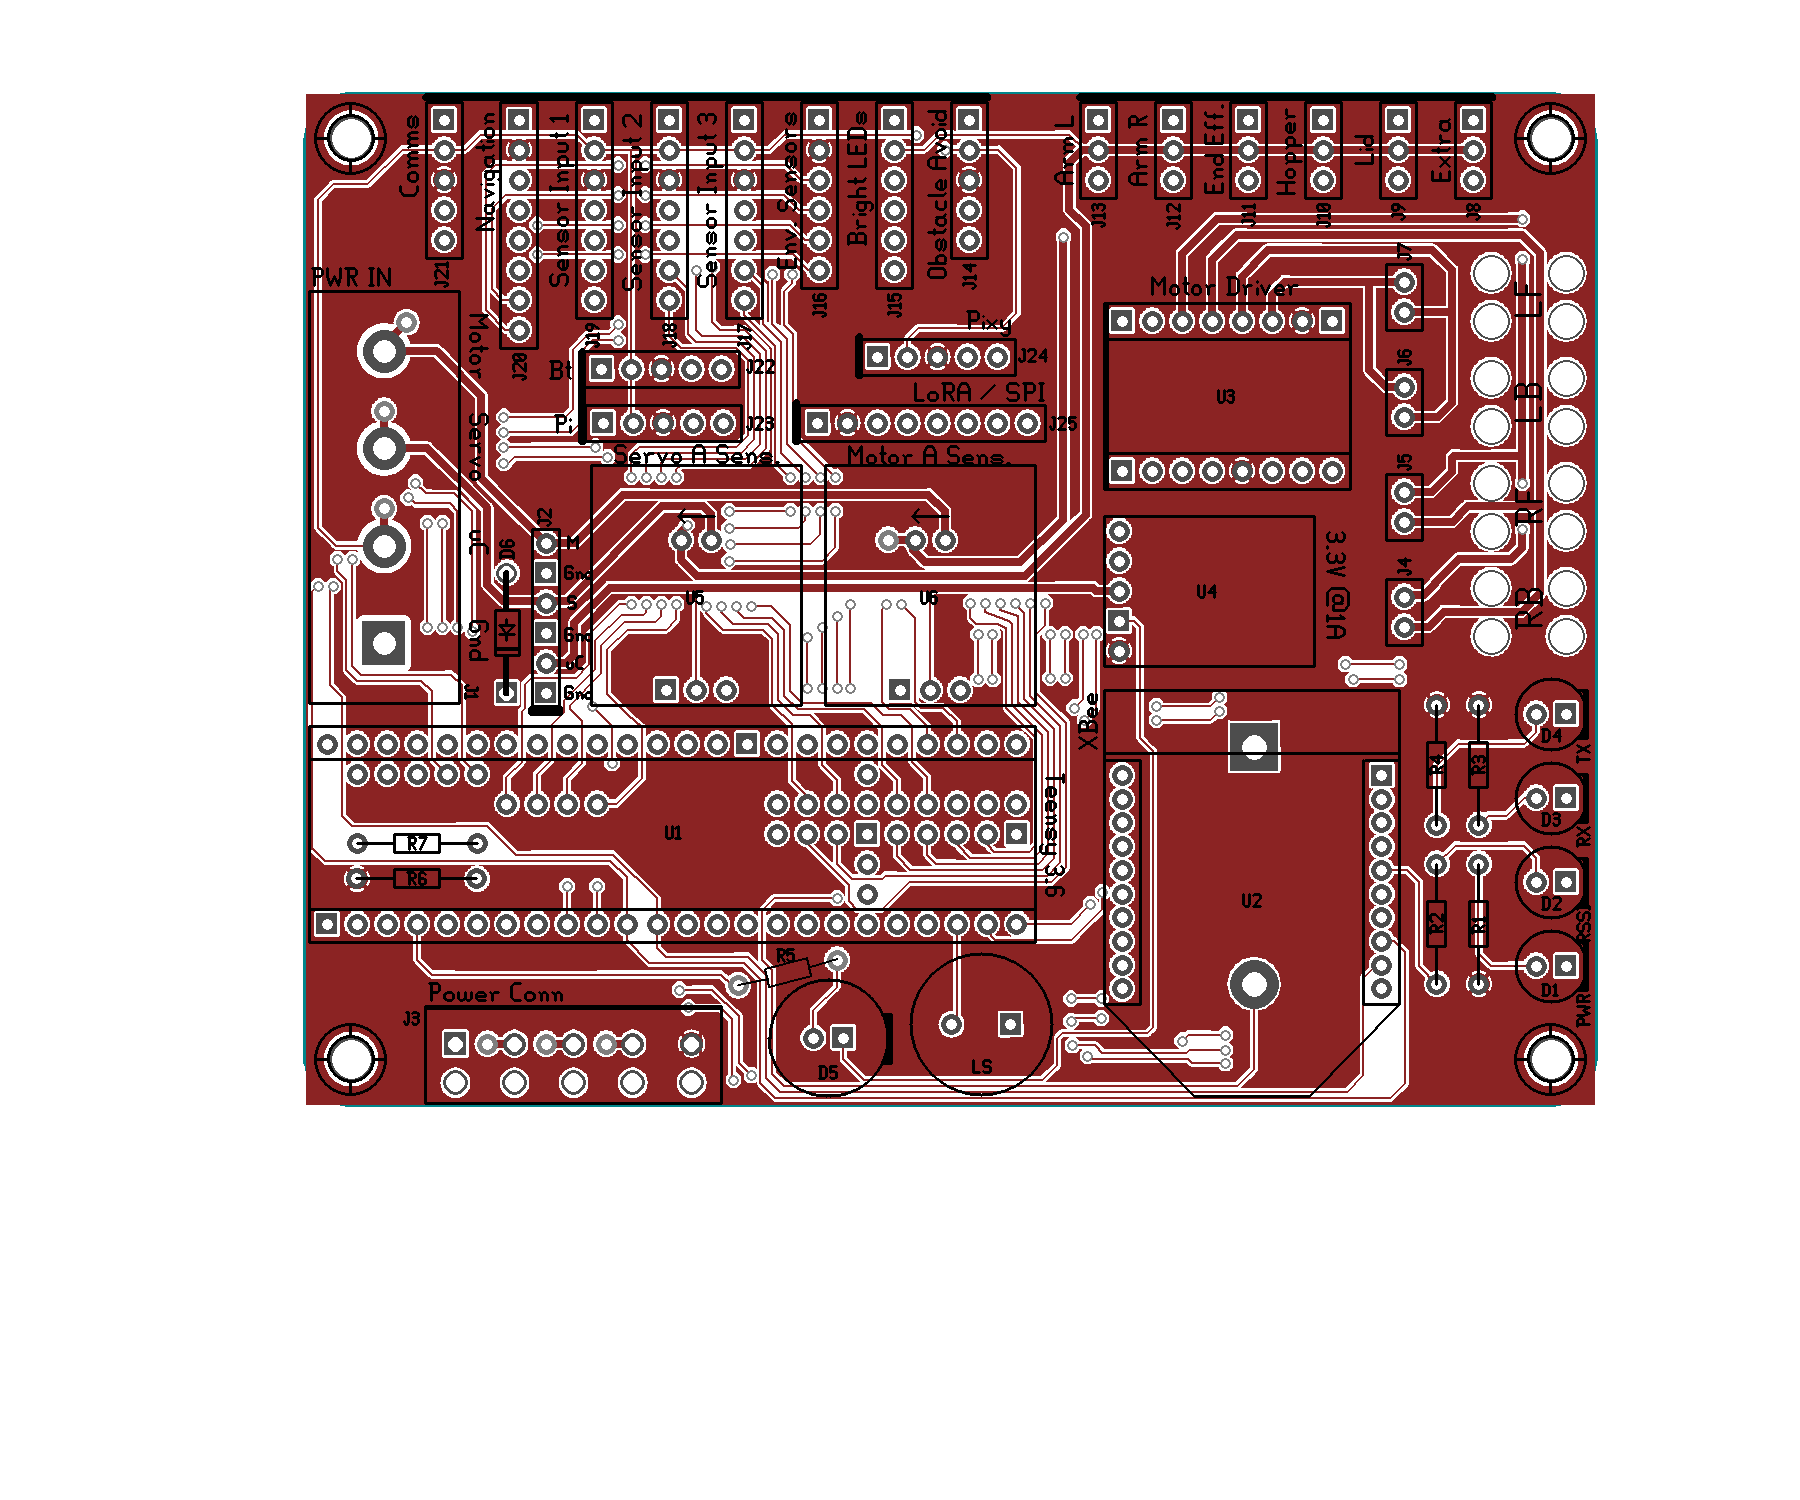 Comms
Navigation
Sensor Input 1
Sensor Input 2
Sensor Input 3
Env. Sensors
Bright LEDs
Obstacle Avoid
Arm L
Arm R
End Eff.
Hopper
Lid
Extra
J21
J20
J19
J18
J17
J16
J15
J14
J13
J12
J11
J10
J9
J8
PWR IN
Motor
Servo
uC
Gnd
J1
Bt
J22
Pi
J23
Pixy
J24
LoRA / SPI
J25
Motor Driver
U3
J7
J6
J5
J4
LF
LB
RF
RB
Servo A Sens.
Motor A Sens.
J2
M
Gnd
S
Gnd
uC
Gnd
D6
U5
U6
U4
3.3V @1A
XBee
U2
Teensy 3.6
U1
R7
R6
R5
R4
R3
R2
R1
D4
TX
D3
RX
D2
RSSI
D1
PWR
Power Conn
J3
D5
LS